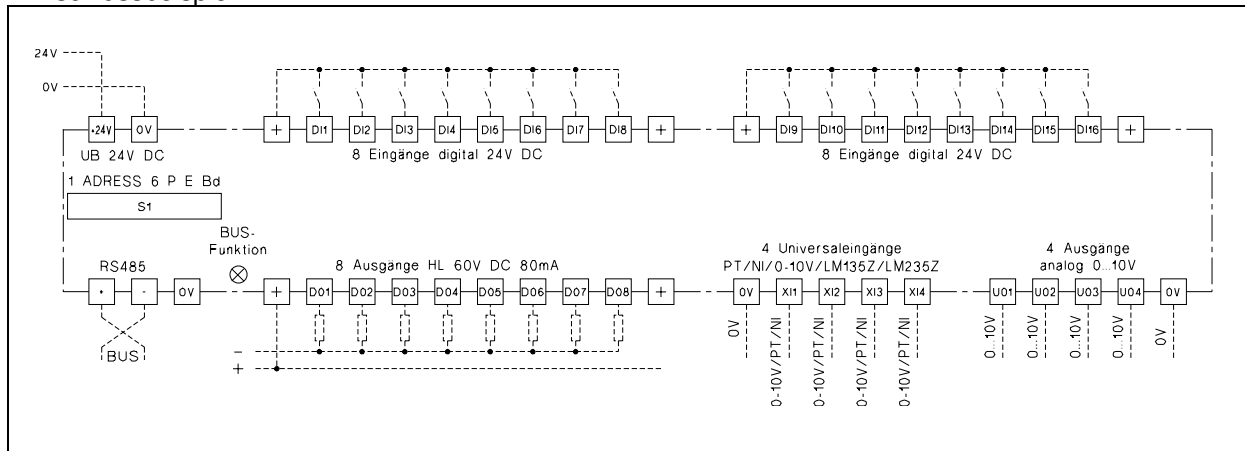 24V
0V
+24V 0V + DI1 DI2 DI3 DI4 DI5 DI6 DI7 DI8 + + DI9 DI10 DI11 DI12 DI13 DI14 DI15 DI16 +
UB 24V DC 8 Eingänge digital 24V DC 8 Eingänge digital 24V DC
1 ADRESS 6 P E Bd
S1
BUS-
Funktion
RS485
8 Ausgänge HL 60V DC 80mA
4 Universaleingänge
PT/NI/0-10V/LM135Z/LM235Z
4 Ausgänge
analog 0...10V
+ - 0V + DO1 DO2 DO3 DO4 DO5 DO6 DO7 DO8 + 0V XI1 XI2 XI3 XI4 UO1 UO2 UO3 UO4 0V
BUS
-
+
0V
0-10V/PT/NI
0-10V/PT/NI
0-10V/PT/NI
0-10V/PT/NI
0...10V
0...10V
0...10V
0...10V
0V